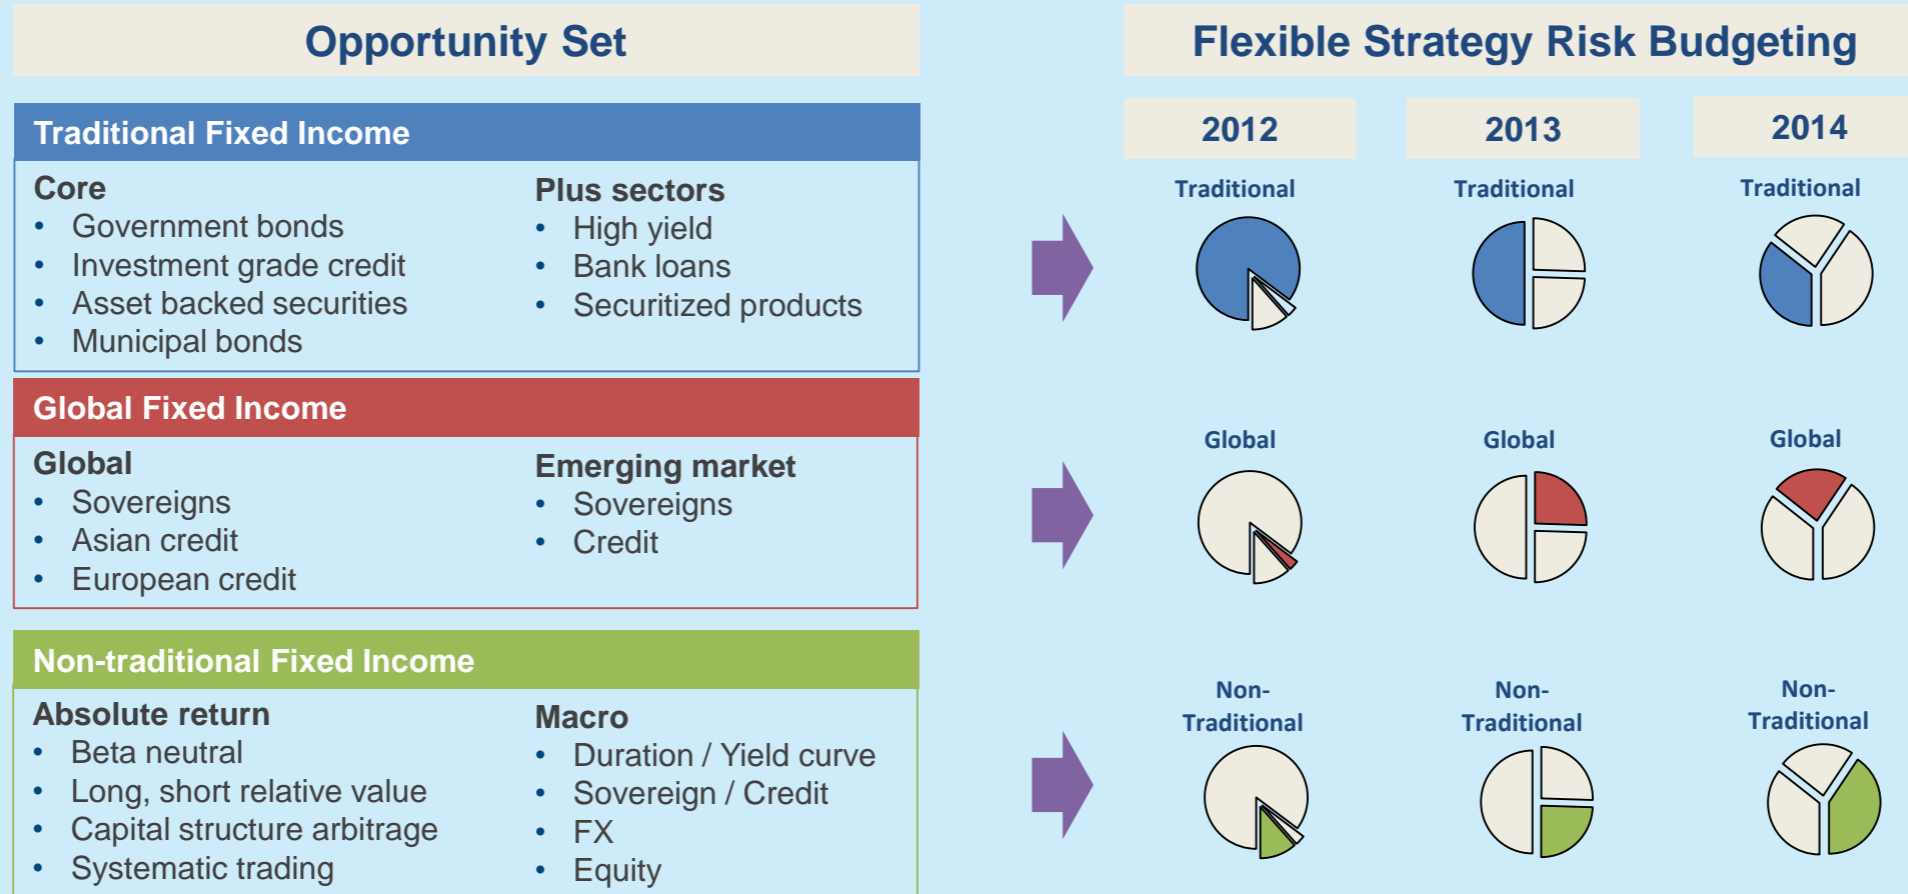 Opportunity Set
Traditional Fixed Income
Core
• Government bonds
• Investment grade credit
• Asset backed securities
• Municipal bonds
Plus sectors
• High yield
• Bank loans
• Securitized products
Global Fixed Income
Global
• Sovereigns
• Asian credit
• European credit
Emerging market
• Sovereigns
• Credit
Non-traditional Fixed Income
Absolute return
• Beta neutral
• Long, short relative value
• Capital structure arbitrage
• Systematic trading
Macro
• Duration / Yield curve
• Sovereign / Credit
• FX
• Equity
Flexible Strategy Risk Budgeting
2012
2013
2014
Traditional
Traditional
Traditional
Global
Global
Global
Non-
Traditional
Non-
Traditional
Non-
Traditional